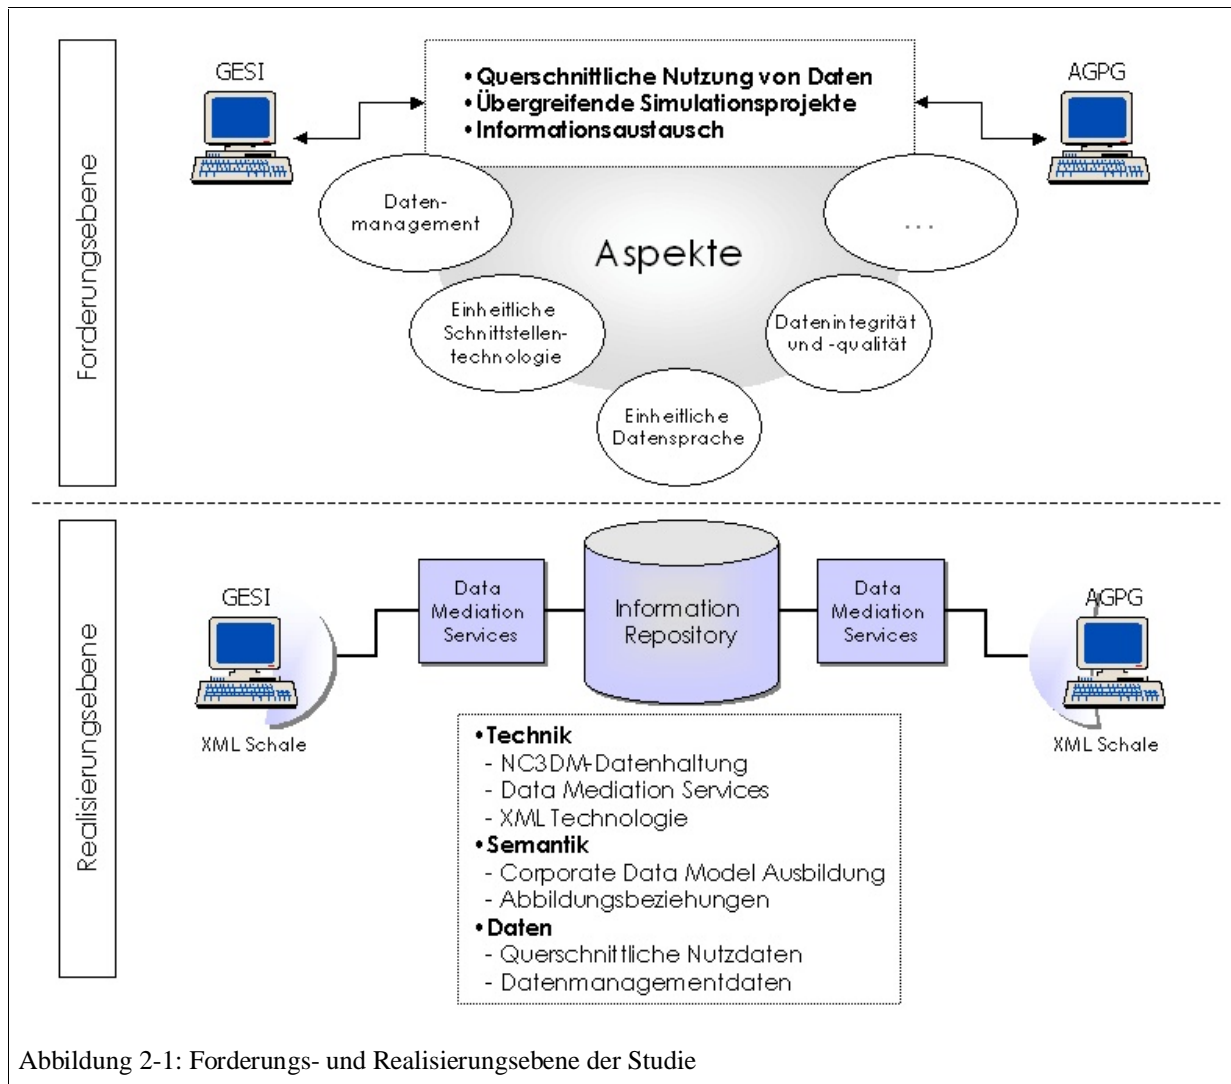 Forderungsebene
GESI
•Querschnittliche Nutzung von Daten
•Übergreifende Simulationsprojekte
•Informationsaustausch
AGPG
Daten-
management
...
Aspekte
Einheitliche
Schnittstellen-
technologie
Datenintegrität
und -qualität
Einheitliche
Datensprache
Realisierungsebene
GESI
XML Schale
Data
Mediation
Services
Information
Repository
Data
Mediation
Services
AGPG
XML Schale
•Technik
- NC3DM-Datenhaltung
- Data Mediation Services
- XML Technologie
•Semantik
- Corporate Data Model Ausbildung
- Abbildungsbeziehungen
•Daten
- Querschnittliche Nutzdaten
- Datenmanagementdaten
Abbildung 2-1: Forderungs- und Realisierungsebene der Studie